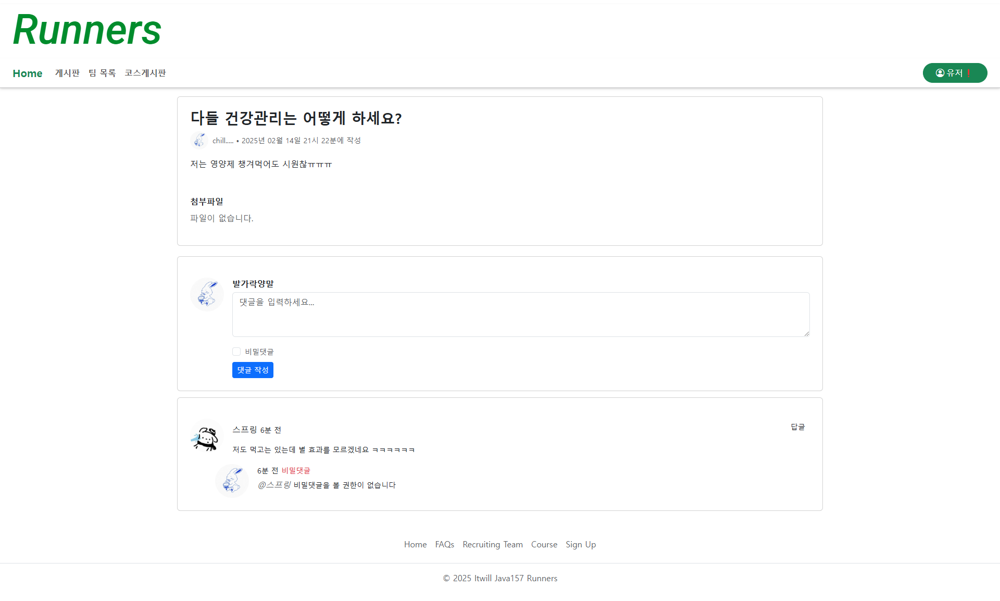 Runners
Home 게시판 팀 목록 코스게시판 유저❗
다들 건강관리는 어떻게 하세요?
chill..... • 2025년 02월 14일 21시 22분에 작성
저는 영양제 챙겨먹어도 시원찮ㅠㅠㅠ
첨부파일
파일이 없습니다.
발가락양말
댓글을 입력하세요...
비밀댓글
댓글 작성
스프링 6분 전 답글
저도 먹고는 있는데 별 효과를 모르겠네요 ㅋㅋㅋㅋㅋㅋ
6분 전 비밀댓글
@스프링 비밀댓글을 볼 권한이 없습니다
Home FAQs Recruiting Team Course Sign Up
© 2025 Itwill Java157 Runners